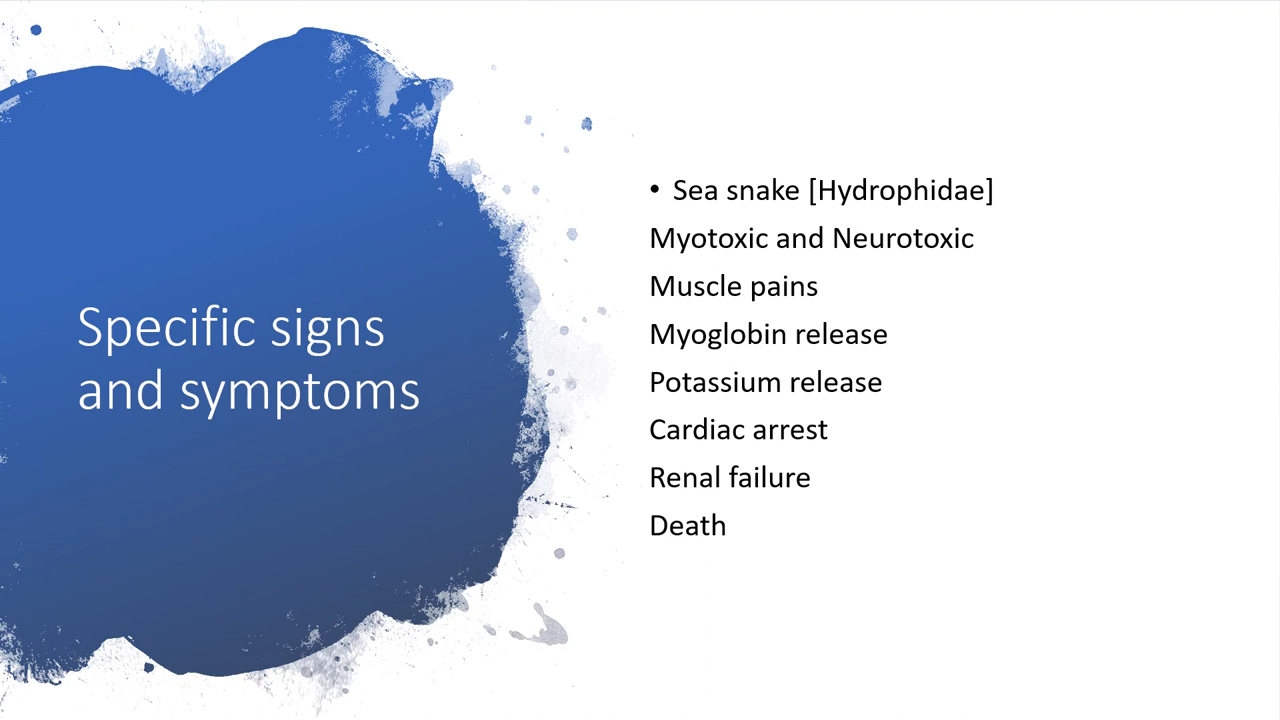 Specific signs
and symptoms
• Sea snake [Hydrophidae]
Myotoxic and Neurotoxic
Muscle pains
Myoglobin release
Potassium release
Cardiac arrest
Renal failure
Death